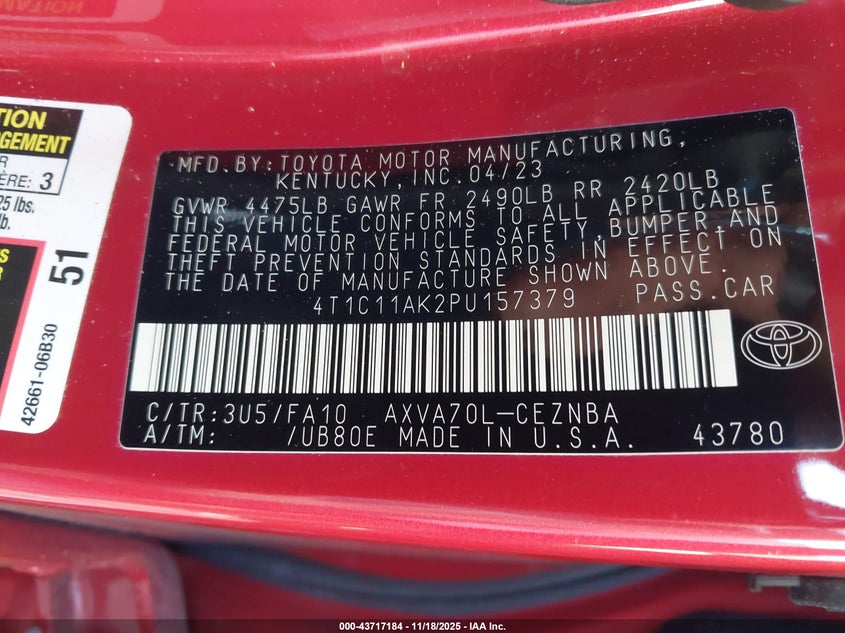 TION
GEMENT
ÈRE: 3
25 lbs.
lb.
51
42661-06B30
MFD. BY: TOYOTA MOTOR MANUFACTURING,
KENTUCKY, INC. 04/23
GVWR 4475LB GAWR FR 2490LB RR 2420LB
THIS VEHICLE CONFORMS TO ALL APPLICABLE
FEDERAL MOTOR VEHICLE SAFETY, BUMPER, AND
THEFT PREVENTION STANDARDS IN EFFECT ON
THE DATE OF MANUFACTURE SHOWN ABOVE.
4T1C11AK2PU157379 PASS. CAR
C/TR: 3U5/FA10 AXVA70L-CEZNBA
A/TM: /UB80E MADE IN U.S.A. 43780
000-43717184 - 11/18/2025 - IAA Inc.